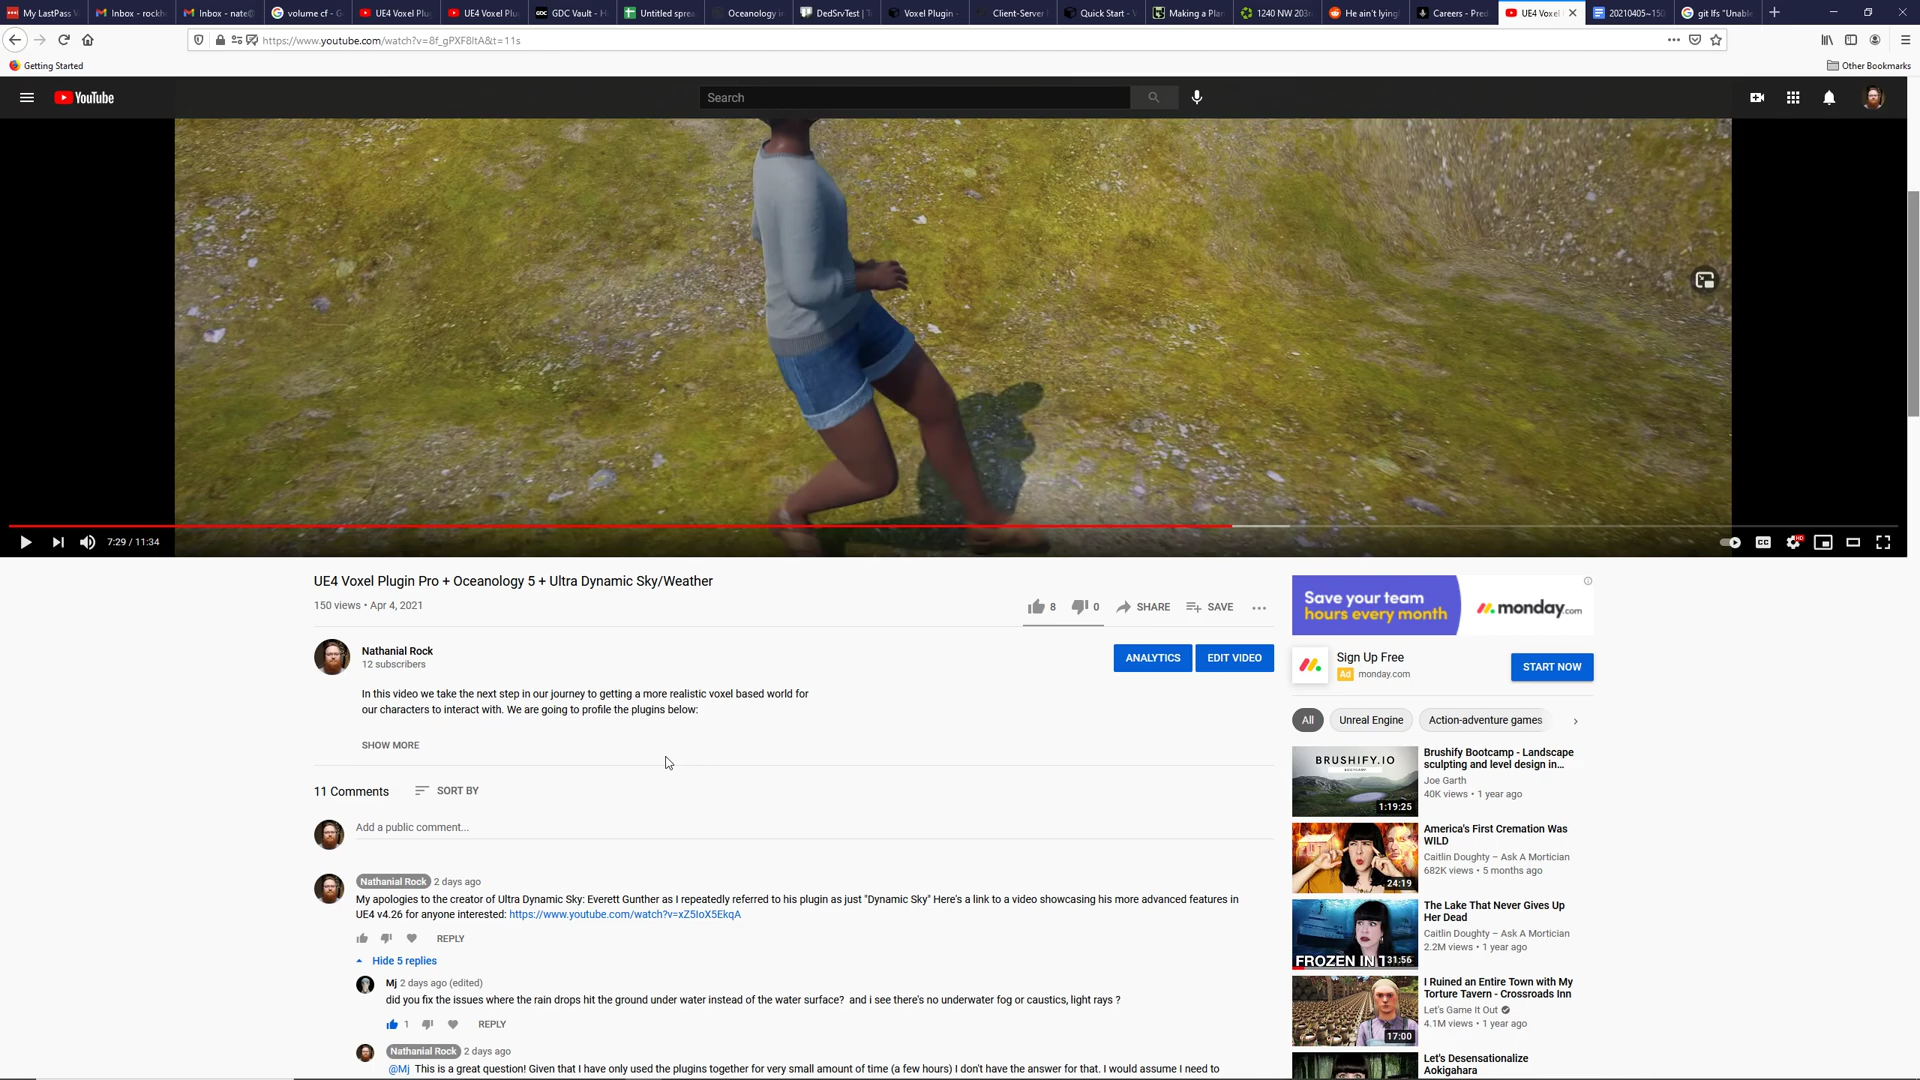 My LastPass V
Inbox - rockh
Inbox - nate@
volume cf - G
UE4 Voxel Plu
UE4 Voxel Plu
GDC Vault - H
Untitled spre
Oceanology i
DedSrvTest | T
Voxel Plugin -
Client-Server
Quick Start - V
Making a Plan
1240 NW 203r
He ain't lying!
Careers - Pred
UE4 Voxel
20210405~150
git lfs "Unabl
https://www.youtube.com/watch?v=8f_gPXF8ltA&t=11s
Getting Started
Other Bookmarks
YouTube
Search
7:29 / 11:34
CC
HD
UE4 Voxel Plugin Pro + Oceanology 5 + Ultra Dynamic Sky/Weather
150 views • Apr 4, 2021
8
0
SHARE
SAVE
Nathanial Rock
12 subscribers
ANALYTICS
EDIT VIDEO
In this video we take the next step in our journey to getting a more realistic voxel based world for
our characters to interact with. We are going to profile the plugins below:
SHOW MORE
11 Comments
SORT BY
Add a public comment...
Nathanial Rock 2 days ago
My apologies to the creator of Ultra Dynamic Sky: Everett Gunther as I repeatedly referred to his plugin as just "Dynamic Sky" Here's a link to a video showcasing his more advanced features in
UE4 v4.26 for anyone interested: https://www.youtube.com/watch?v=xZ5IoX5EkqA
REPLY
Hide 5 replies
Mj 2 days ago (edited)
did you fix the issues where the rain drops hit the ground under water instead of the water surface? and i see there's no underwater fog or caustics, light rays ?
1
REPLY
Nathanial Rock 2 days ago
@Mj This is a great question! Given that I have only used the plugins together for very small amount of time (a few hours) I don't have the answer for that. I would assume I need to
Save your team
hours every month
monday.com
Sign Up Free
Ad monday.com
START NOW
All
Unreal Engine
Action-adventure games
BRUSHIFY.IO
1:19:25
Brushify Bootcamp - Landscape
sculpting and level design in…
Joe Garth
40K views • 1 year ago
24:19
America's First Cremation Was
WILD
Caitlin Doughty – Ask A Mortician
682K views • 5 months ago
FROZEN IN T
31:56
The Lake That Never Gives Up
Her Dead
Caitlin Doughty – Ask A Mortician
2.2M views • 1 year ago
17:00
I Ruined an Entire Town with My
Torture Tavern - Crossroads Inn
Let's Game It Out
4.1M views • 1 year ago
Let's Desensationalize
Aokigahara